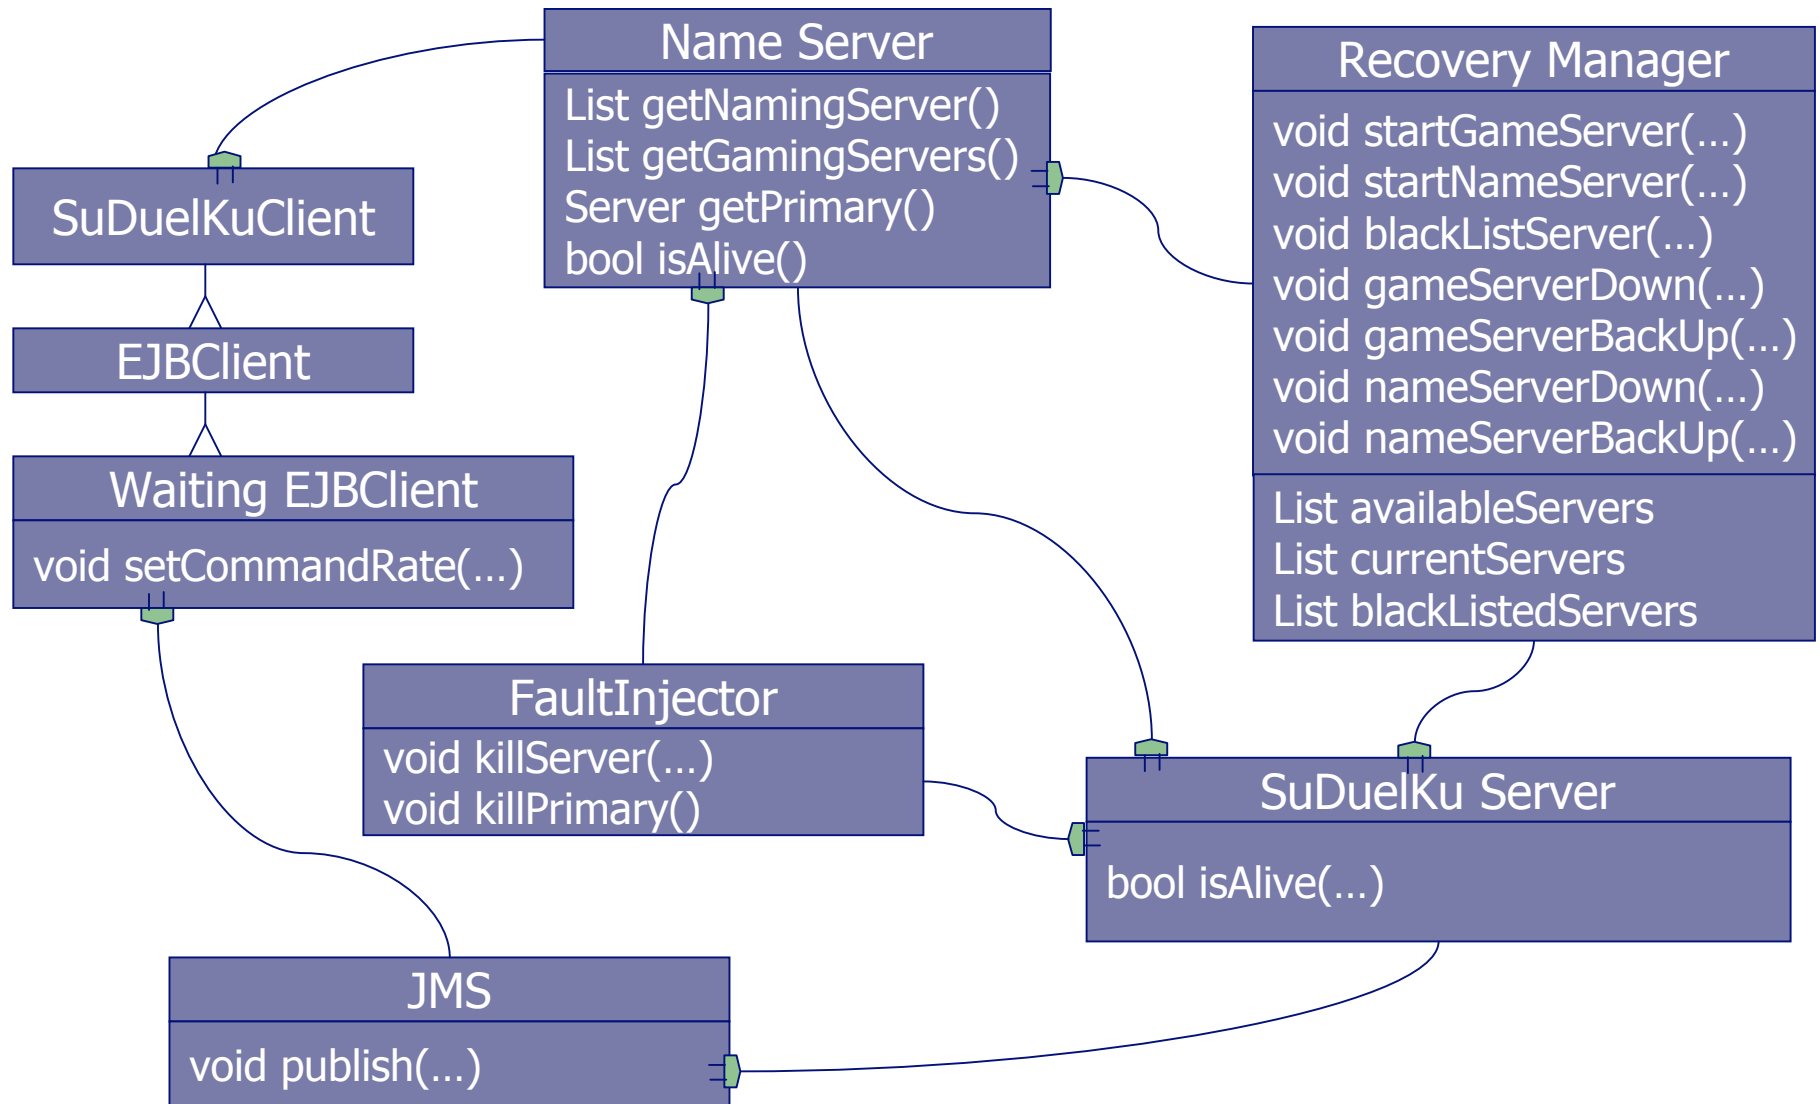 Name Server
List getNamingServer()
List getGamingServers()
Server getPrimary()
bool isAlive()
Recovery Manager
void startGameServer(...)
void startNameServer(...)
void blackListServer(...)
void gameServerDown(...)
void gameServerBackUp(...)
void nameServerDown(...)
void nameServerBackUp(...)
List availableServers
List currentServers
List blackListedServers
SuDuelKuClient
EJBClient
Waiting EJBClient
void setCommandRate(...)
FaultInjector
void killServer(...)
void killPrimary()
SuDuelKu Server
bool isAlive(...)
JMS
void publish(...)